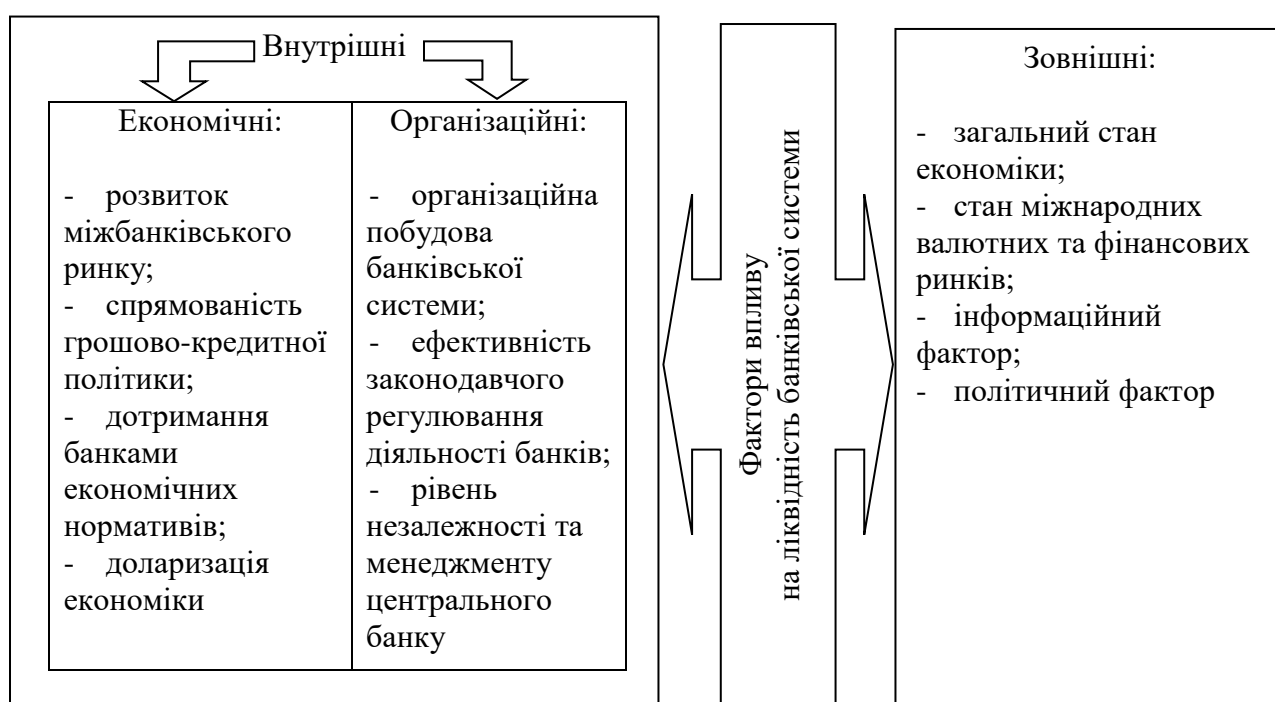 Внутрішні
Економічні:
- розвиток
міжбанківського
ринку;
- спрямованість
грошово-кредитної
політики;
- дотримання
банками
економічних
нормативів;
- доларизація
економіки
Організаційні:
- організаційна
побудова
банківської
системи;
- ефективність
законодавчого
регулювання
діяльності банків;
- рівень
незалежності та
менеджменту
центрального
банку
Фактори впливу
на ліквідність банківської системи
Зовнішні:
- загальний стан
економіки;
- стан міжнародних
валютних та фінансових
ринків;
- інформаційний
фактор;
- політичний фактор